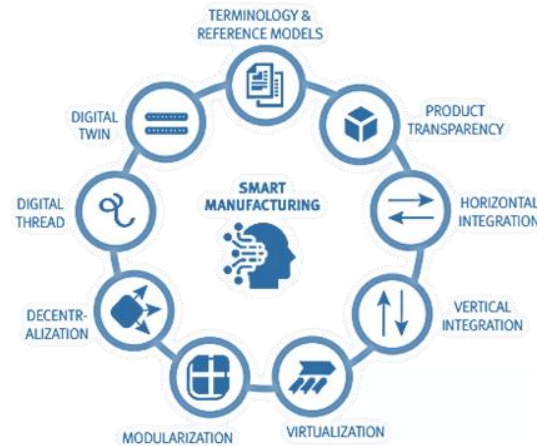 TERMINOLOGY &
REFERENCE MODELS
PRODUCT
TRANSPARENCY
HORIZONTAL
INTEGRATION
VERTICAL
INTEGRATION
VIRTUALIZATION
MODULARIZATION
DECENTR-
ALIZATION
DIGITAL
THREAD
DIGITAL
TWIN
SMART
MANUFACTURING